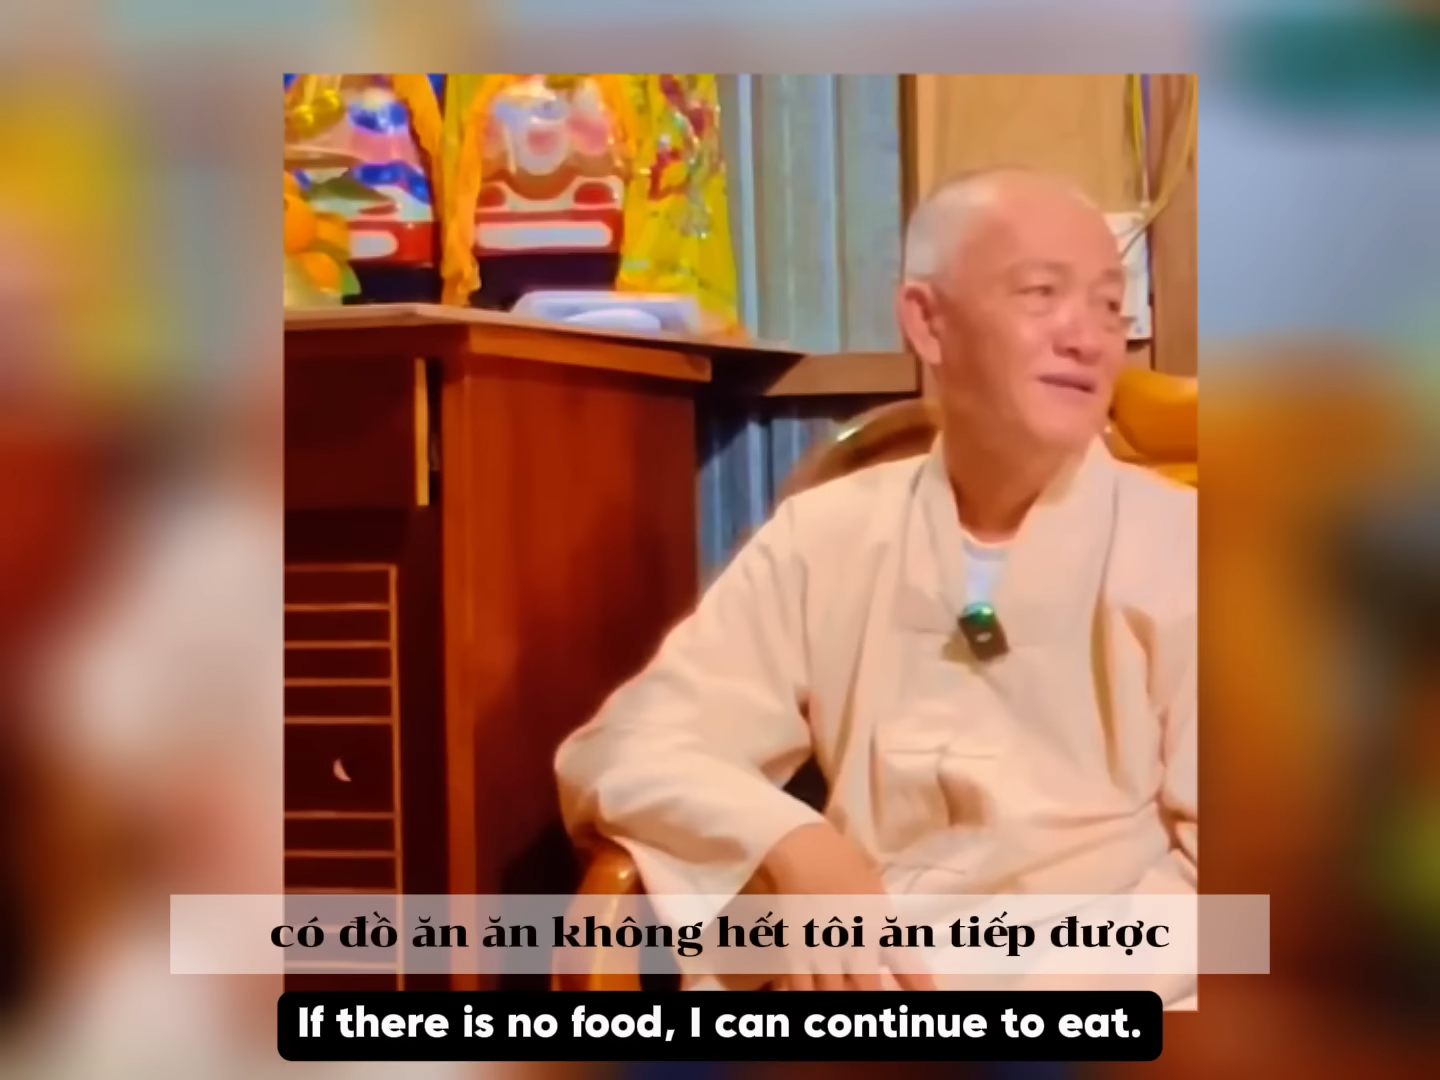 có đồ ăn ăn không hết tôi ăn tiếp được
If there is no food, I can continue to eat.